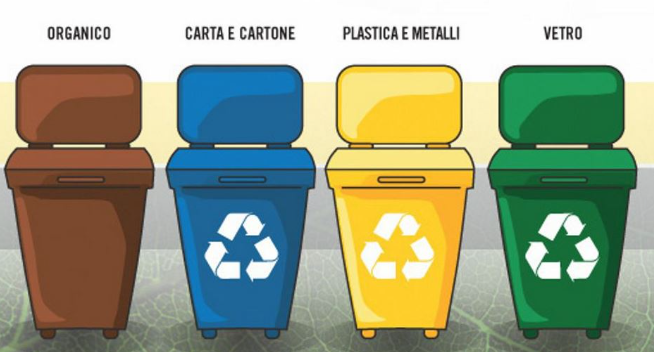 ORGANICO
CARTA E CARTONE
PLASTICA E METALLI
VETRO